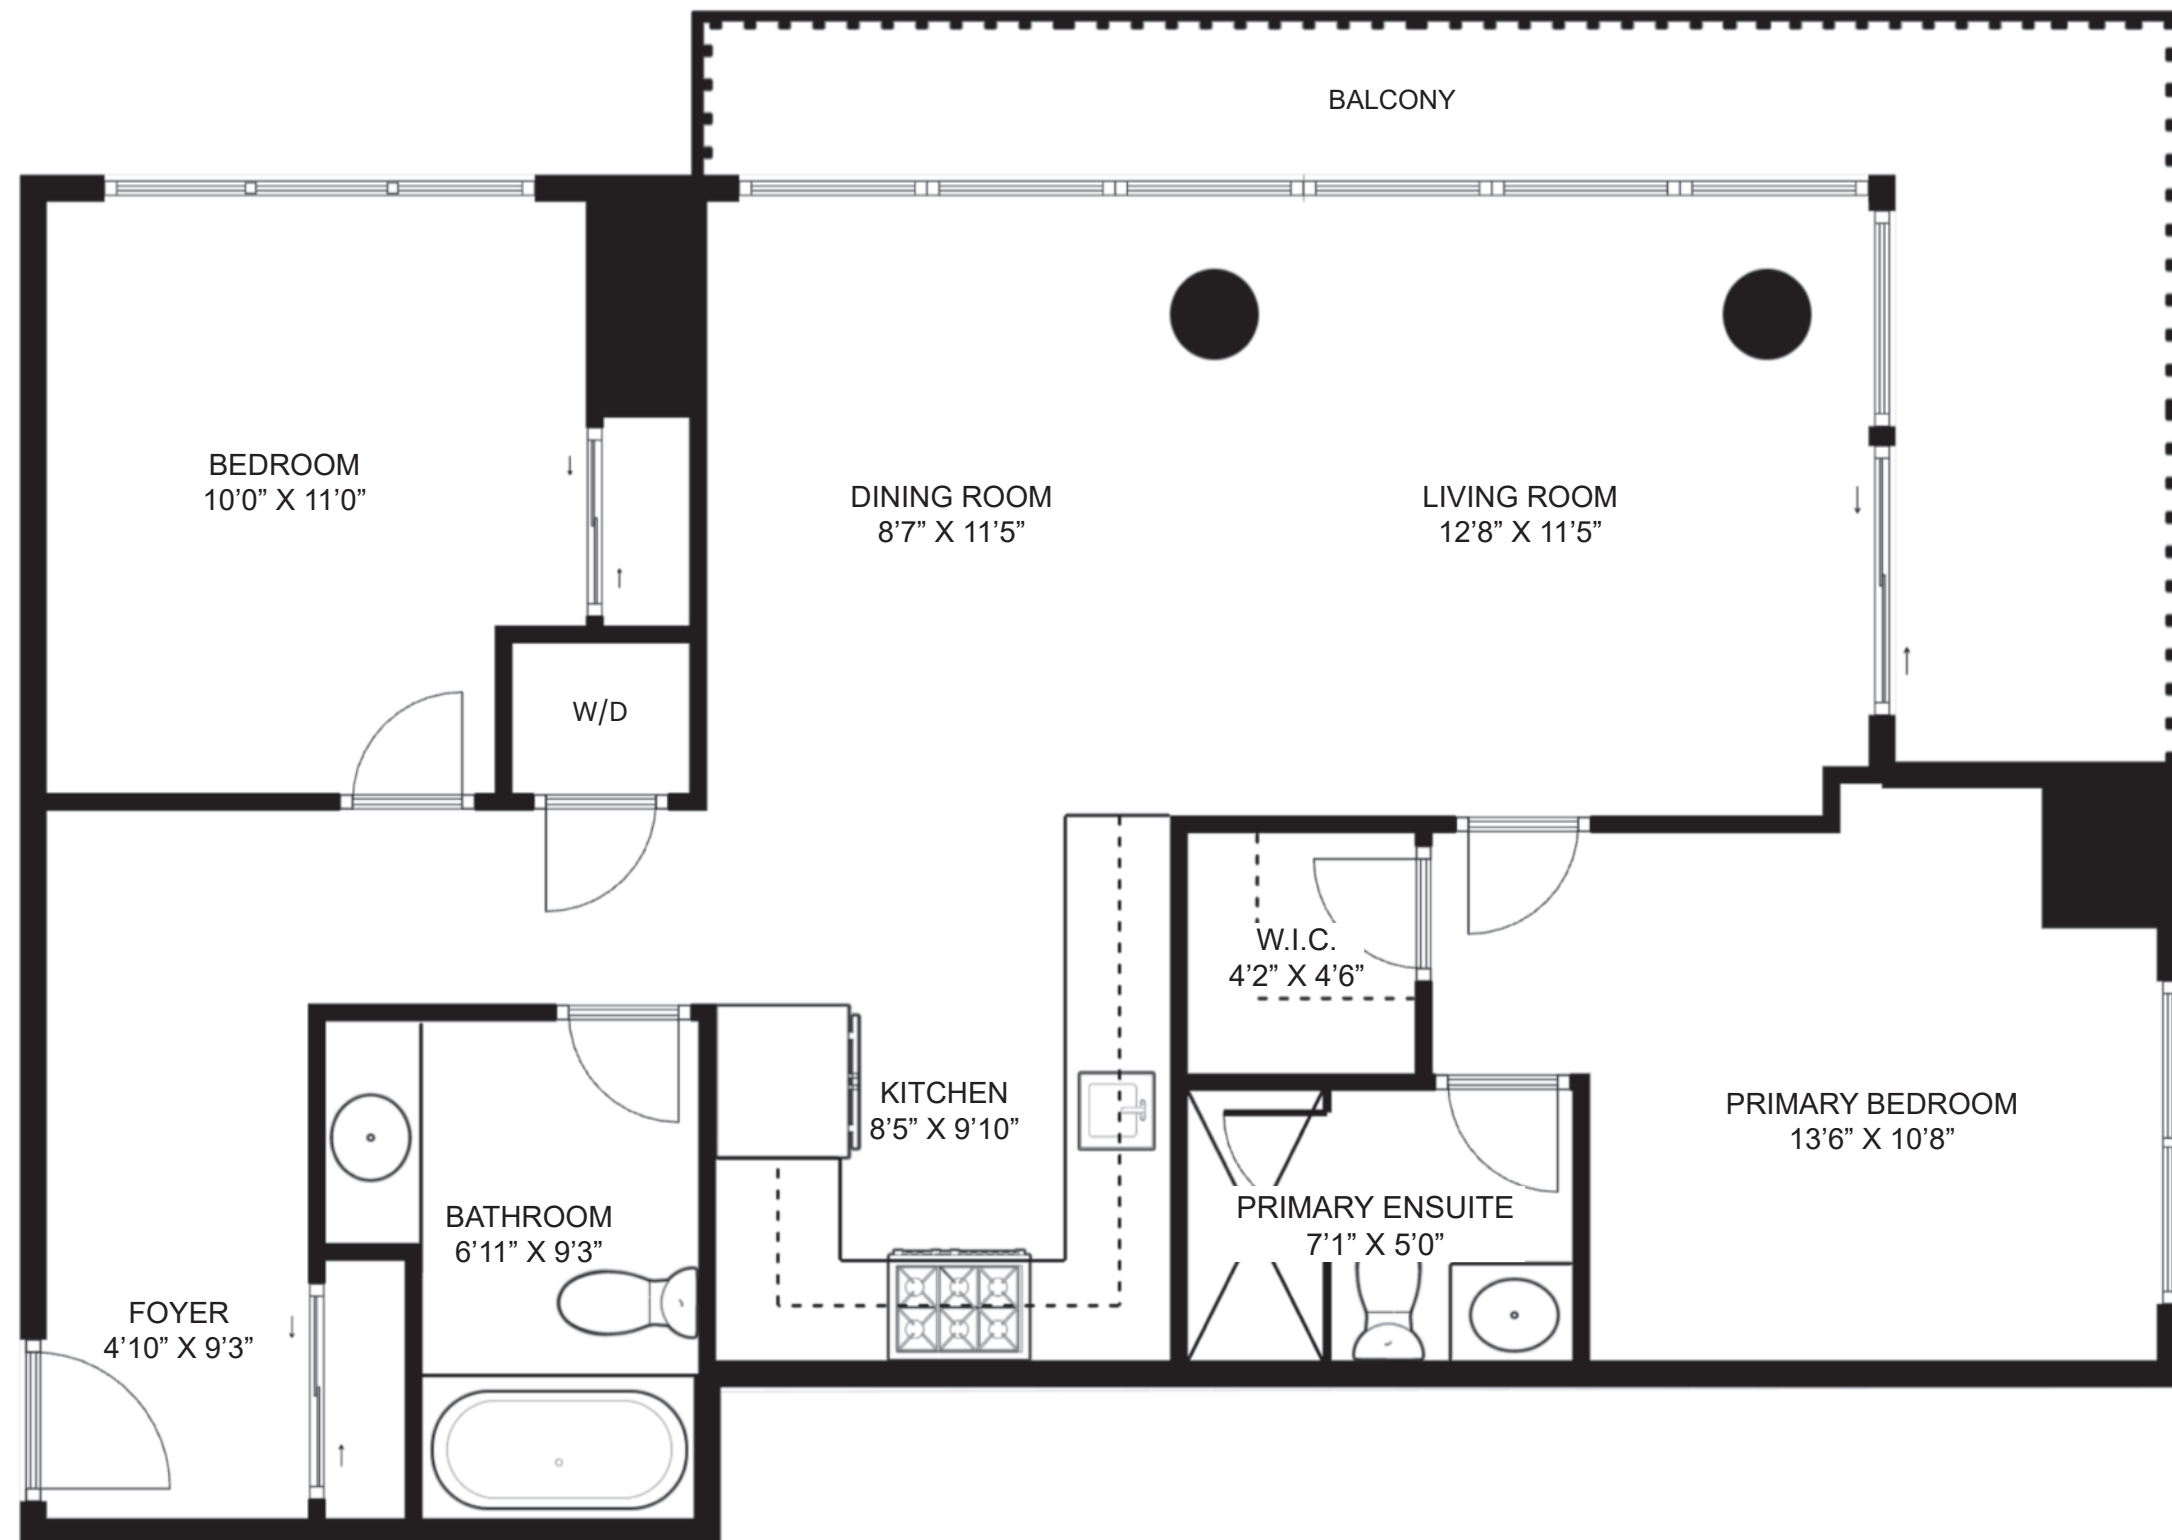 BALCONY
BEDROOM
10’0” X 11’0”
DINING ROOM
8’7” X 11’5”
LIVING ROOM
12’8” X 11’5”
W/D
W.I.C.
4’2” X 4’6”
KITCHEN
8’5” X 9’10”
PRIMARY BEDROOM
13’6” X 10’8”
BATHROOM
6’11” X 9’3”
PRIMARY ENSUITE
7’1” X 5’0”
FOYER
4’10” X 9’3”